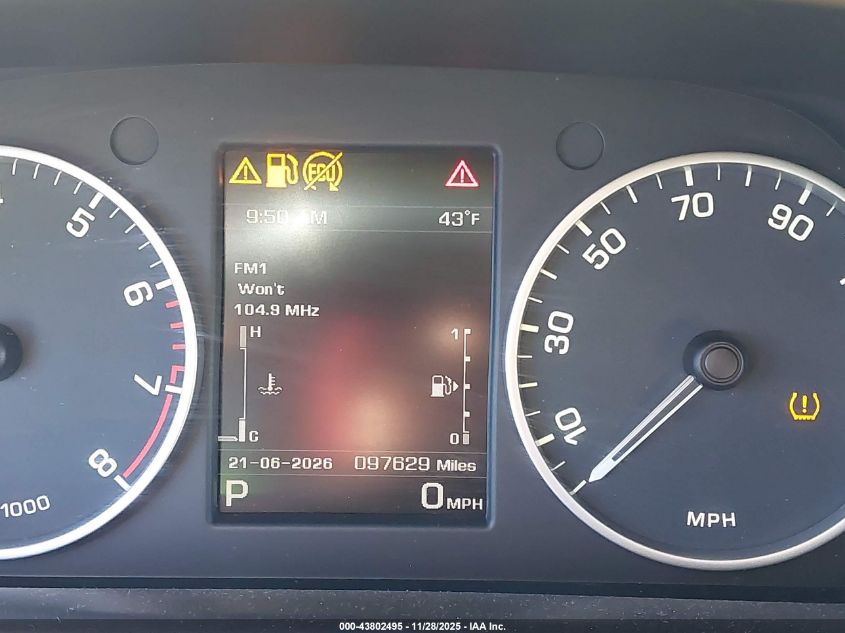 ECO
9:50 M
43°F
FM1
Won't
104.9 MHz
H
1
C
0
21-06-2026
097629 Miles
P
0 MPH
5
6
7
8
1000
10
30
50
70
90
MPH
000-43802495 - 11/28/2025 - IAA Inc.